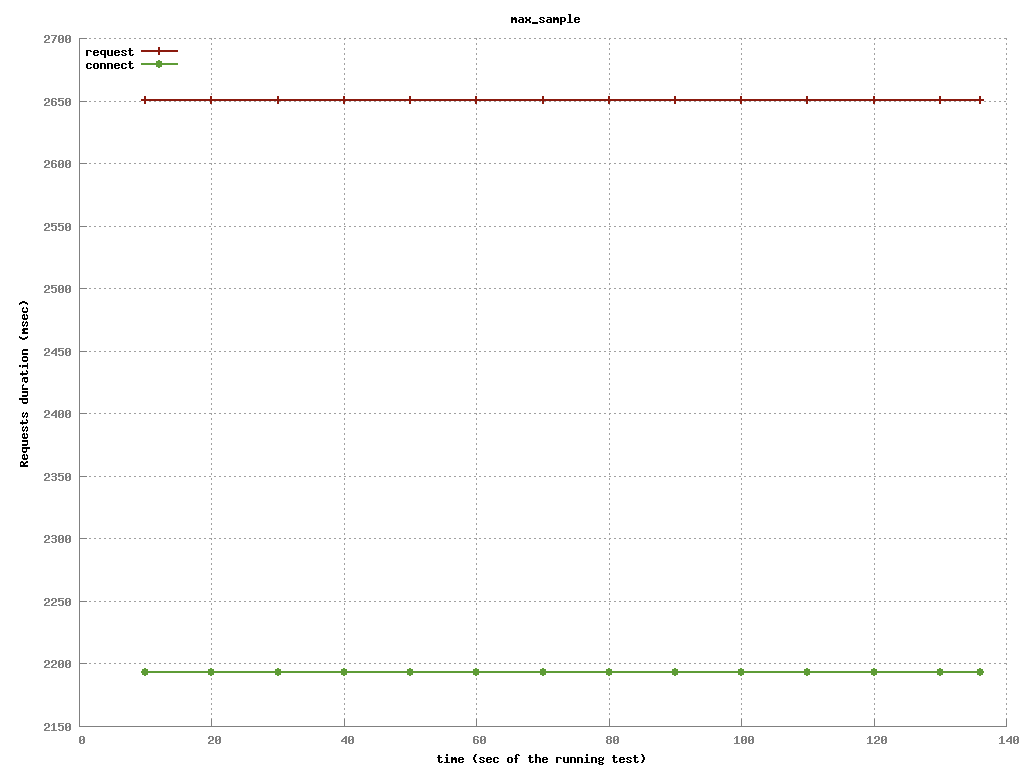 max_sample
request
connect
2700
2650
2600
2550
2500
2450
2400
2350
2300
2250
2200
2150
Requests duration (msec)
0 20 40 60 80 100 120 140
time (sec of the running test)